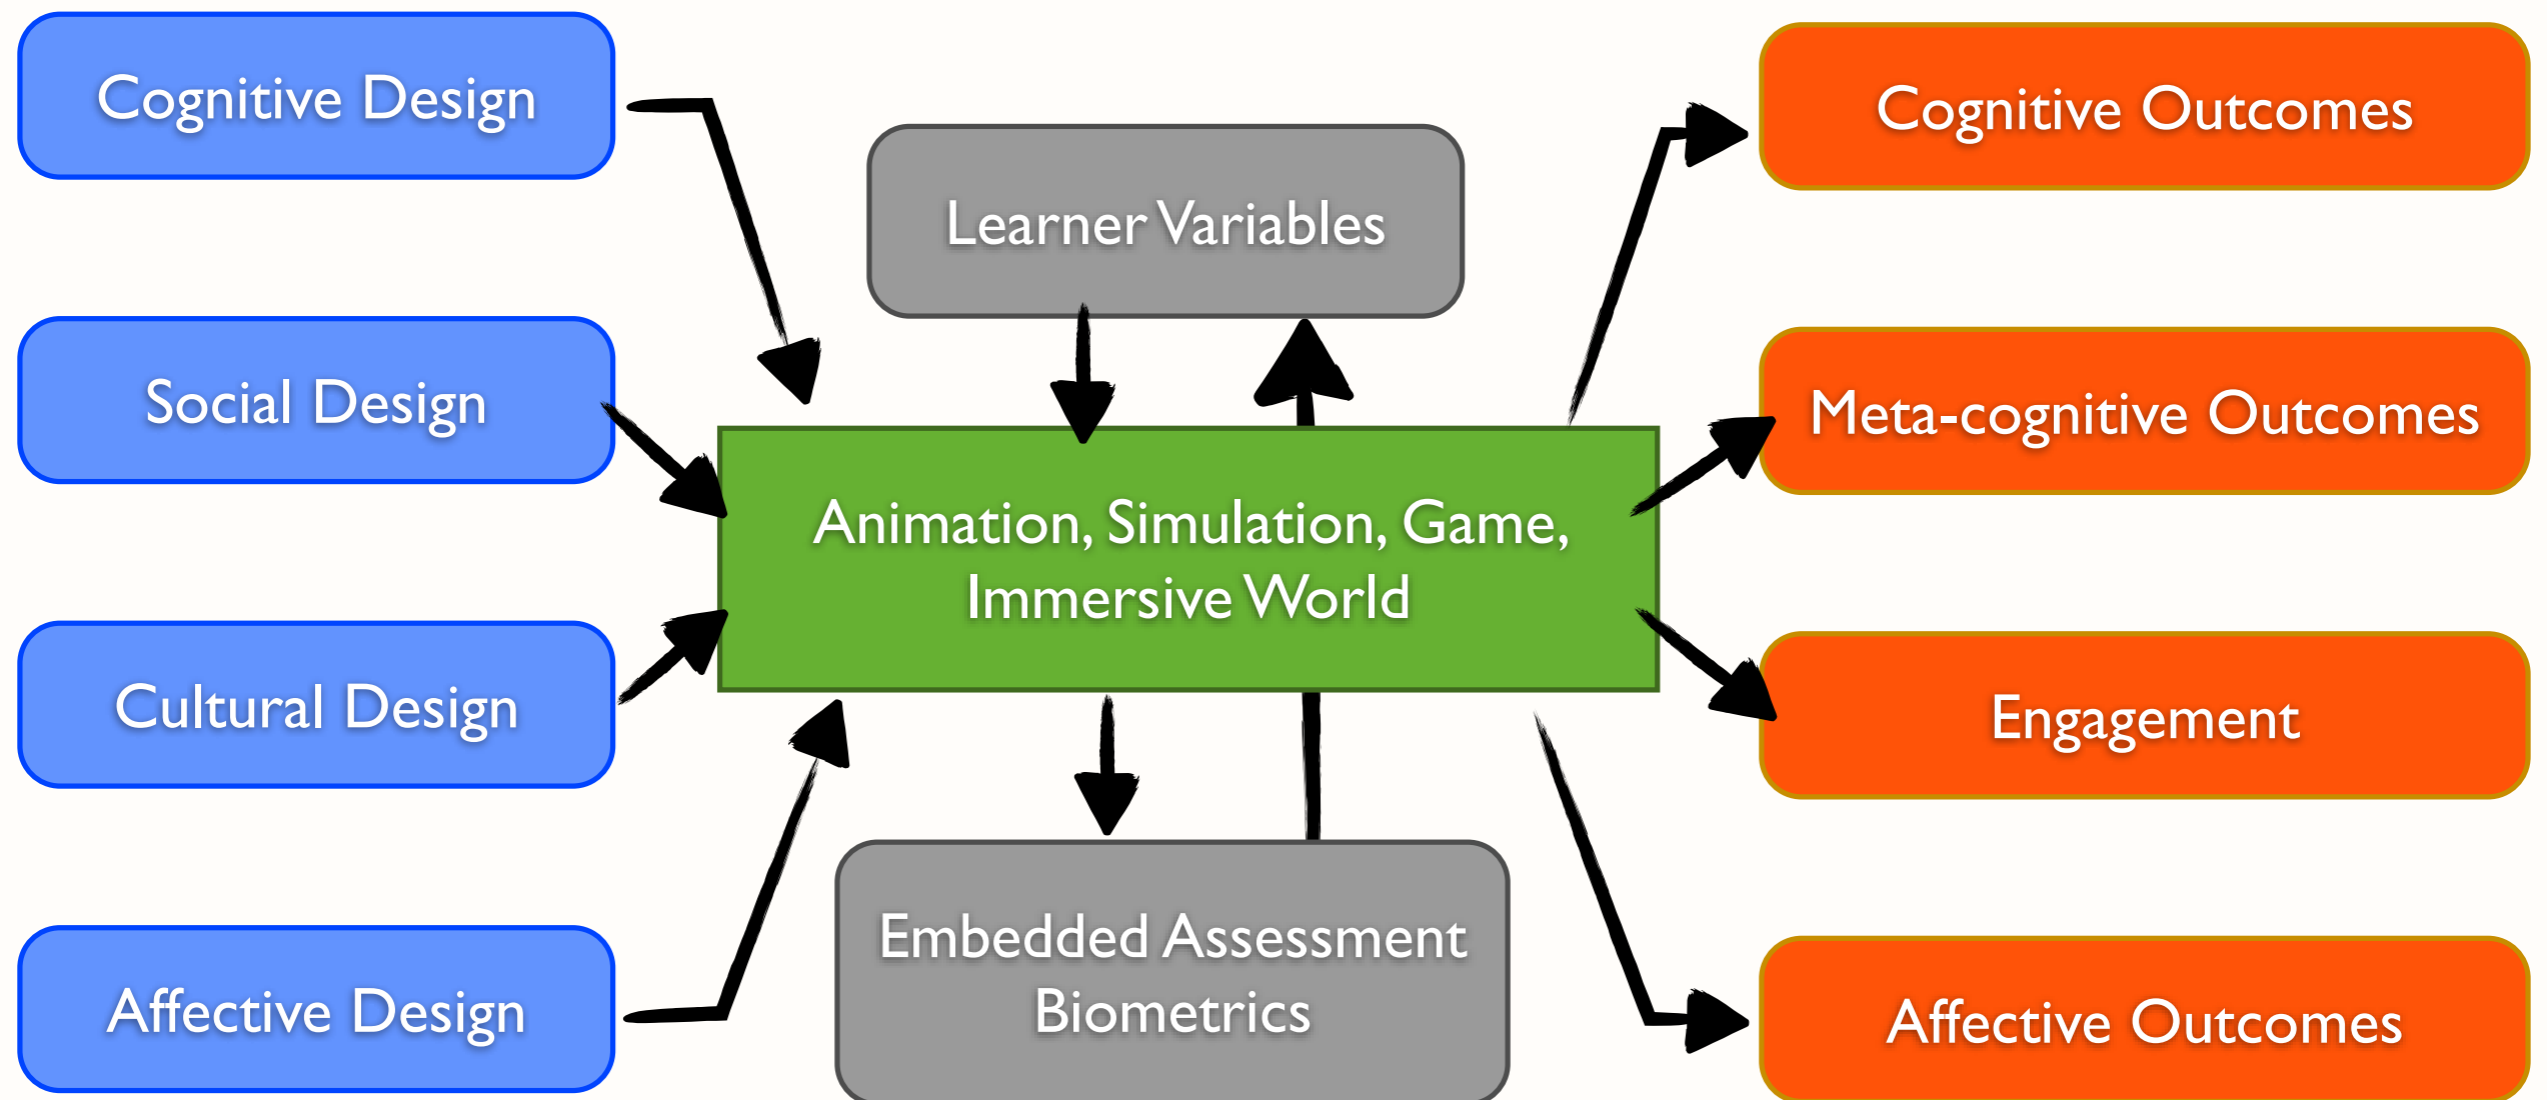 Cognitive Design
Social Design
Cultural Design
Affective Design
Learner Variables
Animation, Simulation, Game,
Immersive World
Embedded Assessment
Biometrics
Cognitive Outcomes
Meta-cognitive Outcomes
Engagement
Affective Outcomes